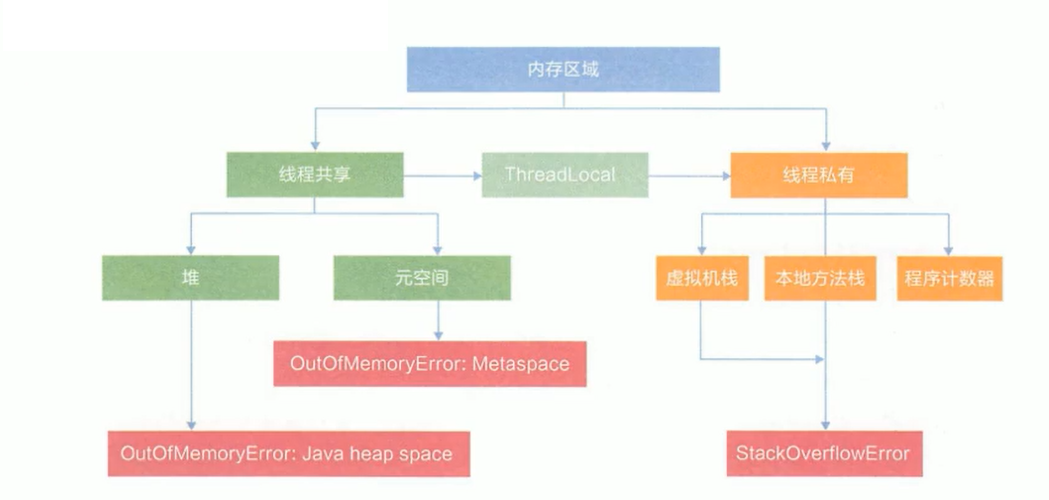 内存区域
线程共享
ThreadLocal
线程私有
堆
元空间
虚拟机栈
本地方法栈
程序计数器
OutOfMemoryError: Metaspace
OutOfMemoryError: Java heap space
StackOverflowError